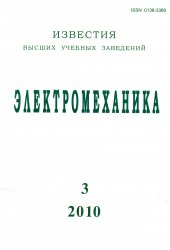 ISSN 0136-3360
ИЗВЕСТИЯ
ВЫСШИХ УЧЕБНЫХ ЗАВЕДЕНИЙ
ЭЛЕКТРОМЕХАНИКА
3
2010